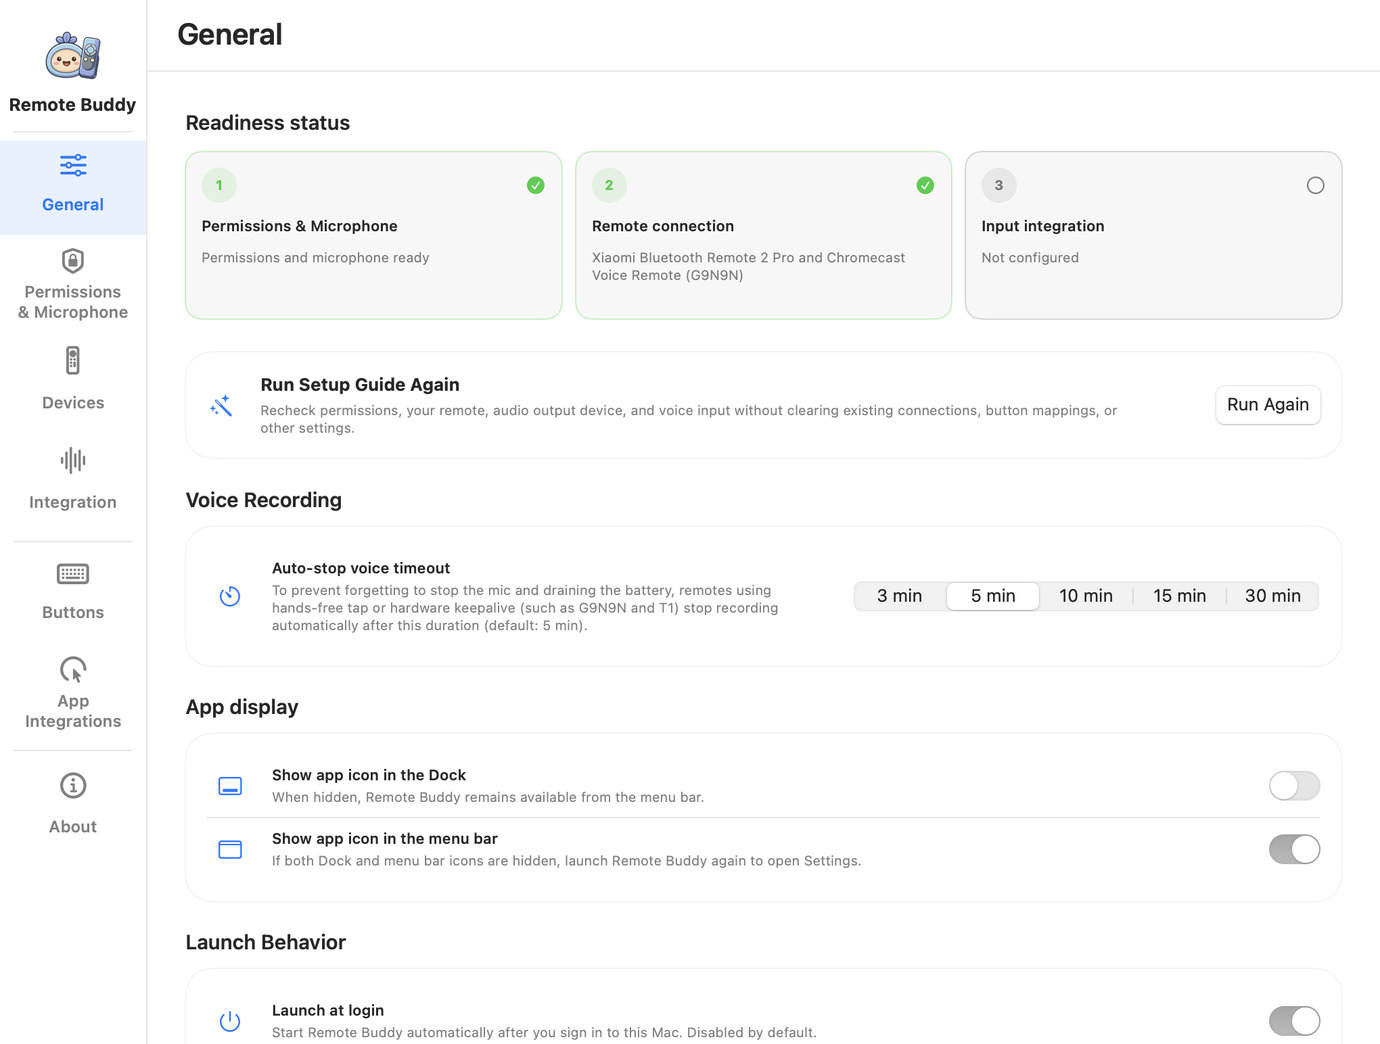 Remote Buddy
General
Permissions
& Microphone
Devices
Integration
Buttons
App
Integrations
About
General
Readiness status
1
Permissions & Microphone
Permissions and microphone ready
2
Remote connection
Xiaomi Bluetooth Remote 2 Pro and Chromecast
Voice Remote (G9N9N)
3
Input integration
Not configured
Run Setup Guide Again
Recheck permissions, your remote, audio output device, and voice input without clearing existing connections, button mappings, or
other settings.
Run Again
Voice Recording
Auto-stop voice timeout
To prevent forgetting to stop the mic and draining the battery, remotes using
hands-free tap or hardware keepalive (such as G9N9N and T1) stop recording
automatically after this duration (default: 5 min).
3 min 5 min 10 min 15 min 30 min
App display
Show app icon in the Dock
When hidden, Remote Buddy remains available from the menu bar.
Show app icon in the menu bar
If both Dock and menu bar icons are hidden, launch Remote Buddy again to open Settings.
Launch Behavior
Launch at login
Start Remote Buddy automatically after you sign in to this Mac. Disabled by default.